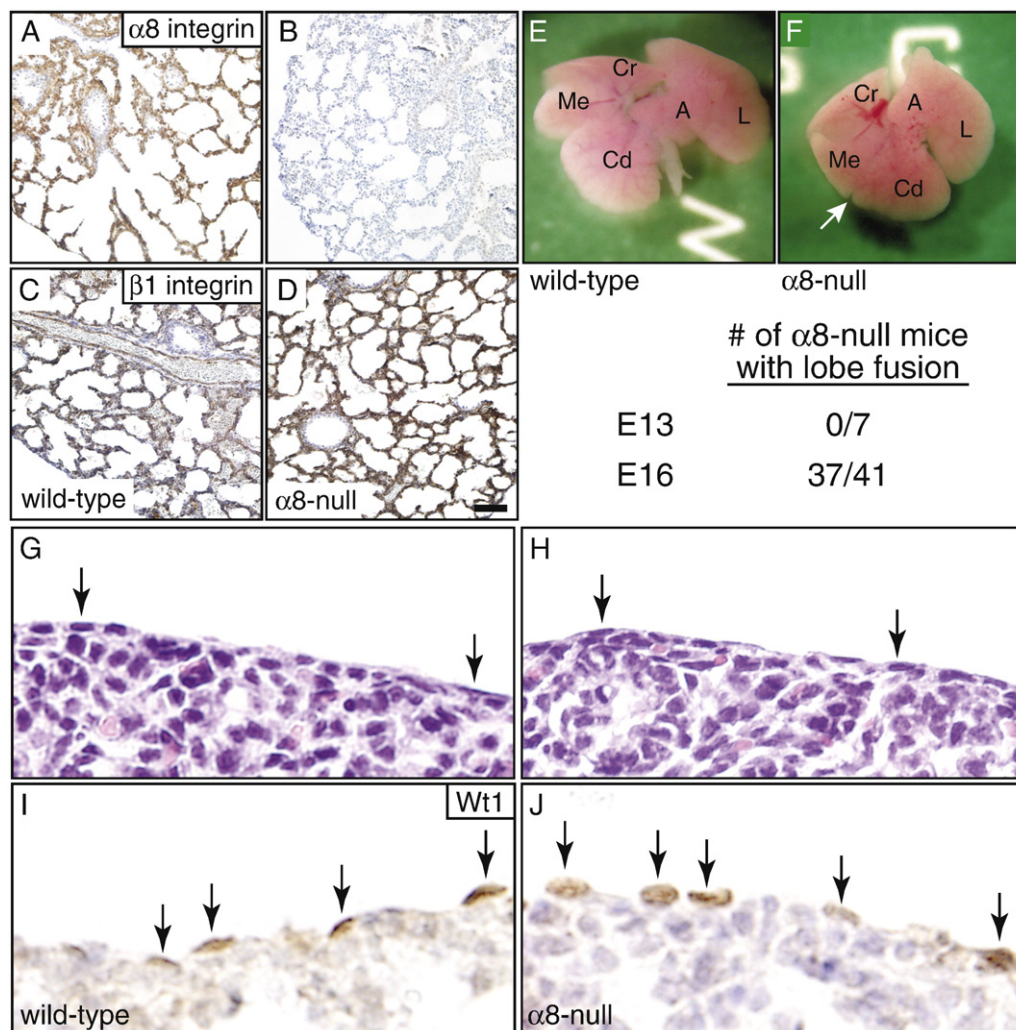 A
α8 integrin
B
E
Cr
Me
A
L
Cd
F
Cr
A
L
Me
Cd
C
β1 integrin
D
wild-type
α8-null
wild-type
α8-null
# of α8-null mice
with lobe fusion
E13 0/7
E16 37/41
G
H
I
Wt1
J
wild-type
α8-null